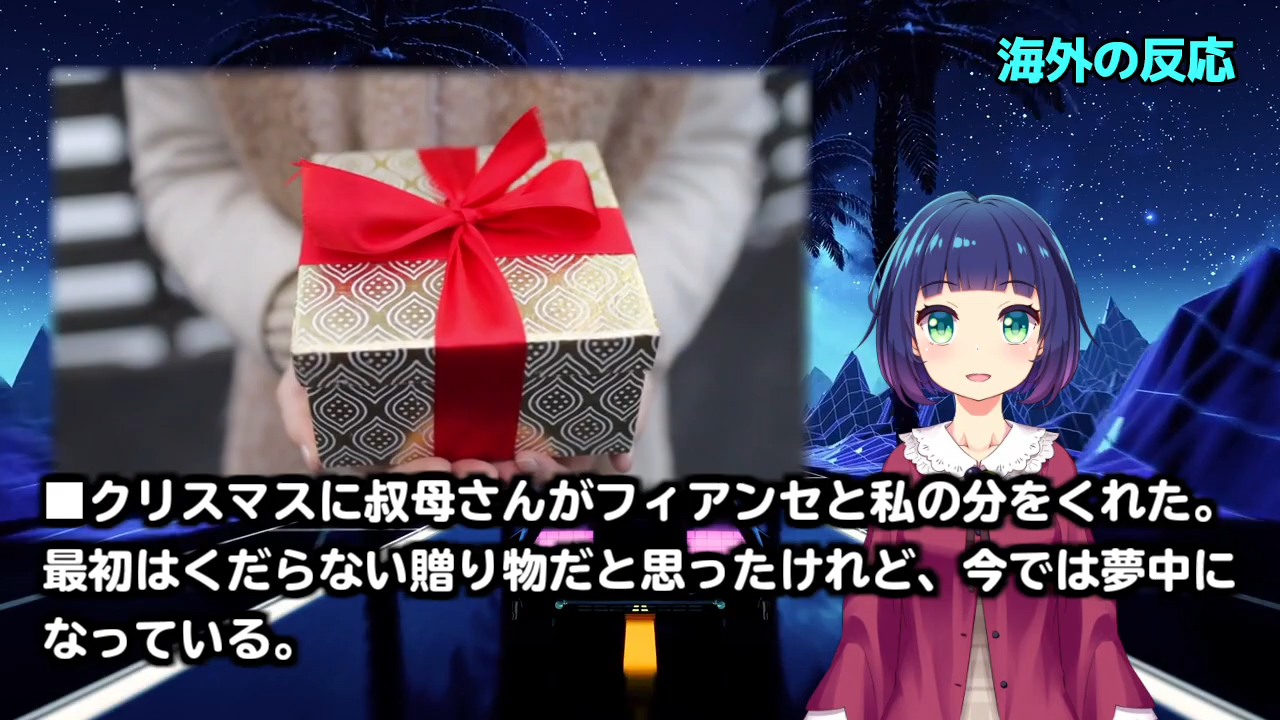 海外の反応
■クリスマスに叔母さんがフィアンセと私の分をくれた。
最初はくだらない贈り物だと思ったけれど、今では夢中に
なっている。